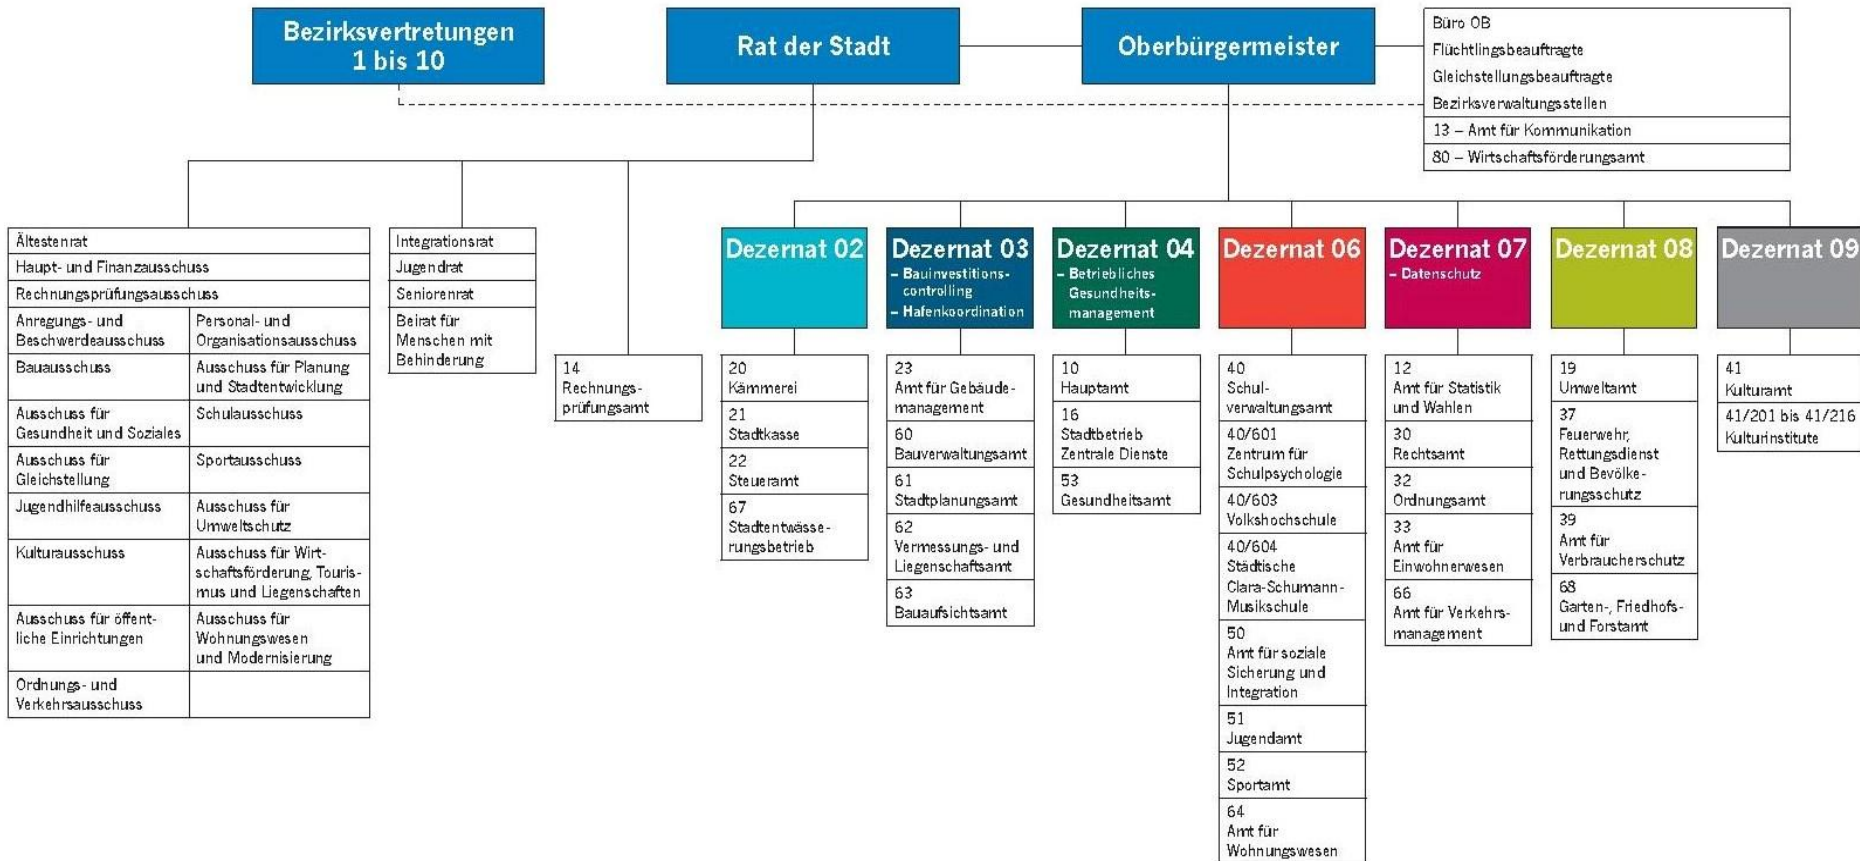 Bezirksvertretungen
1 bis 10
Rat der Stadt
Oberbürgermeister
Büro OB
Flüchtlingsbeauftragte
Gleichstellungsbeauftragte
Bezirksverwaltungsstellen
13 – Amt für Kommunikation
80 – Wirtschaftsförderungsamt
Ältestenrat
Haupt- und Finanzausschuss
Rechnungsprüfungsausschuss
Anregungs- und
Beschwerdeausschuss
Personal- und
Organisationsausschuss
Bauausschuss
Ausschuss für Planung
und Stadtentwicklung
Ausschuss für
Gesundheit und Soziales
Schulausschuss
Ausschuss für
Gleichstellung
Sportausschuss
Jugendhilfeausschuss
Ausschuss für
Umweltschutz
Kulturausschuss
Ausschuss für Wirt-
schaftsförderung, Touris-
mus und Liegenschaften
Ausschuss für öffent-
liche Einrichtungen
Ausschuss für
Wohnungswesen
und Modernisierung
Ordnungs- und
Verkehrsausschuss
Integrationsrat
Jugendrat
Seniorenrat
Beirat für
Menschen mit
Behinderung
14
Rechnungs-
prüfungsamt
Dezernat 02
20
Kämmerei
21
Stadtkasse
22
Steueramt
67
Stadtentwässe-
rungsbetrieb
Dezernat 03
– Bauinvestitions-
controlling
– Hafenkoordination
23
Amt für Gebäude-
management
60
Bauverwaltungsamt
61
Stadtplanungsamt
62
Vermessungs- und
Liegenschaftsamt
63
Bauaufsichtsamt
Dezernat 04
– Betriebliches
Gesundheits-
management
10
Hauptamt
16
Stadtbetrieb
Zentrale Dienste
53
Gesundheitsamt
Dezernat 06
40
Schul-
verwaltungsamt
40/601
Zentrum für
Schulpsychologie
40/603
Volkshochschule
40/604
Städtische
Clara-Schumann-
Musikschule
50
Amt für soziale
Sicherung und
Integration
51
Jugendamt
52
Sportamt
64
Amt für
Wohnungswesen
Dezernat 07
– Datenschutz
12
Amt für Statistik
und Wahlen
30
Rechtsamt
32
Ordnungsamt
33
Amt für
Einwohnerwesen
66
Amt für Verkehrs-
management
Dezernat 08
19
Umweltamt
37
Feuerwehr,
Rettungsdienst
und Bevölke-
rungsschutz
39
Amt für
Verbraucherschutz
68
Garten-, Friedhofs-
und Forstamt
Dezernat 09
41
Kulturamt
41/201 bis 41/216
Kulturinstitute